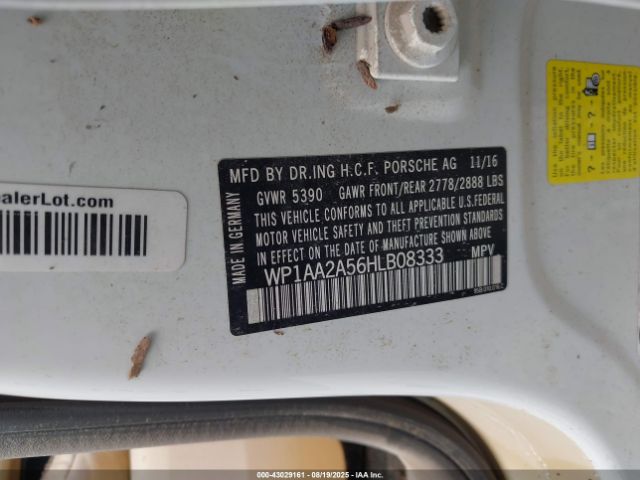 ealerLot.com
MFD BY DR.ING H.C.F. PORSCHE AG 11/16
GVWR 5390 GAWR FRONT/REAR 2778/2888 LBS
THIS VEHICLE CONFORMS TO ALL APPLICABLE U.S.FEDERAL
MOTOR VEHICLE SAFETY AND THEFT PREVENTION STANDARDS
IN EFFECT ON THE DATE OF MANUFACTURE SHOWN ABOVE
WP1AA2A56HLB08333 MPV
MADE IN GERMANY
000-43029161 - 08/19/2025 - IAAI.COM